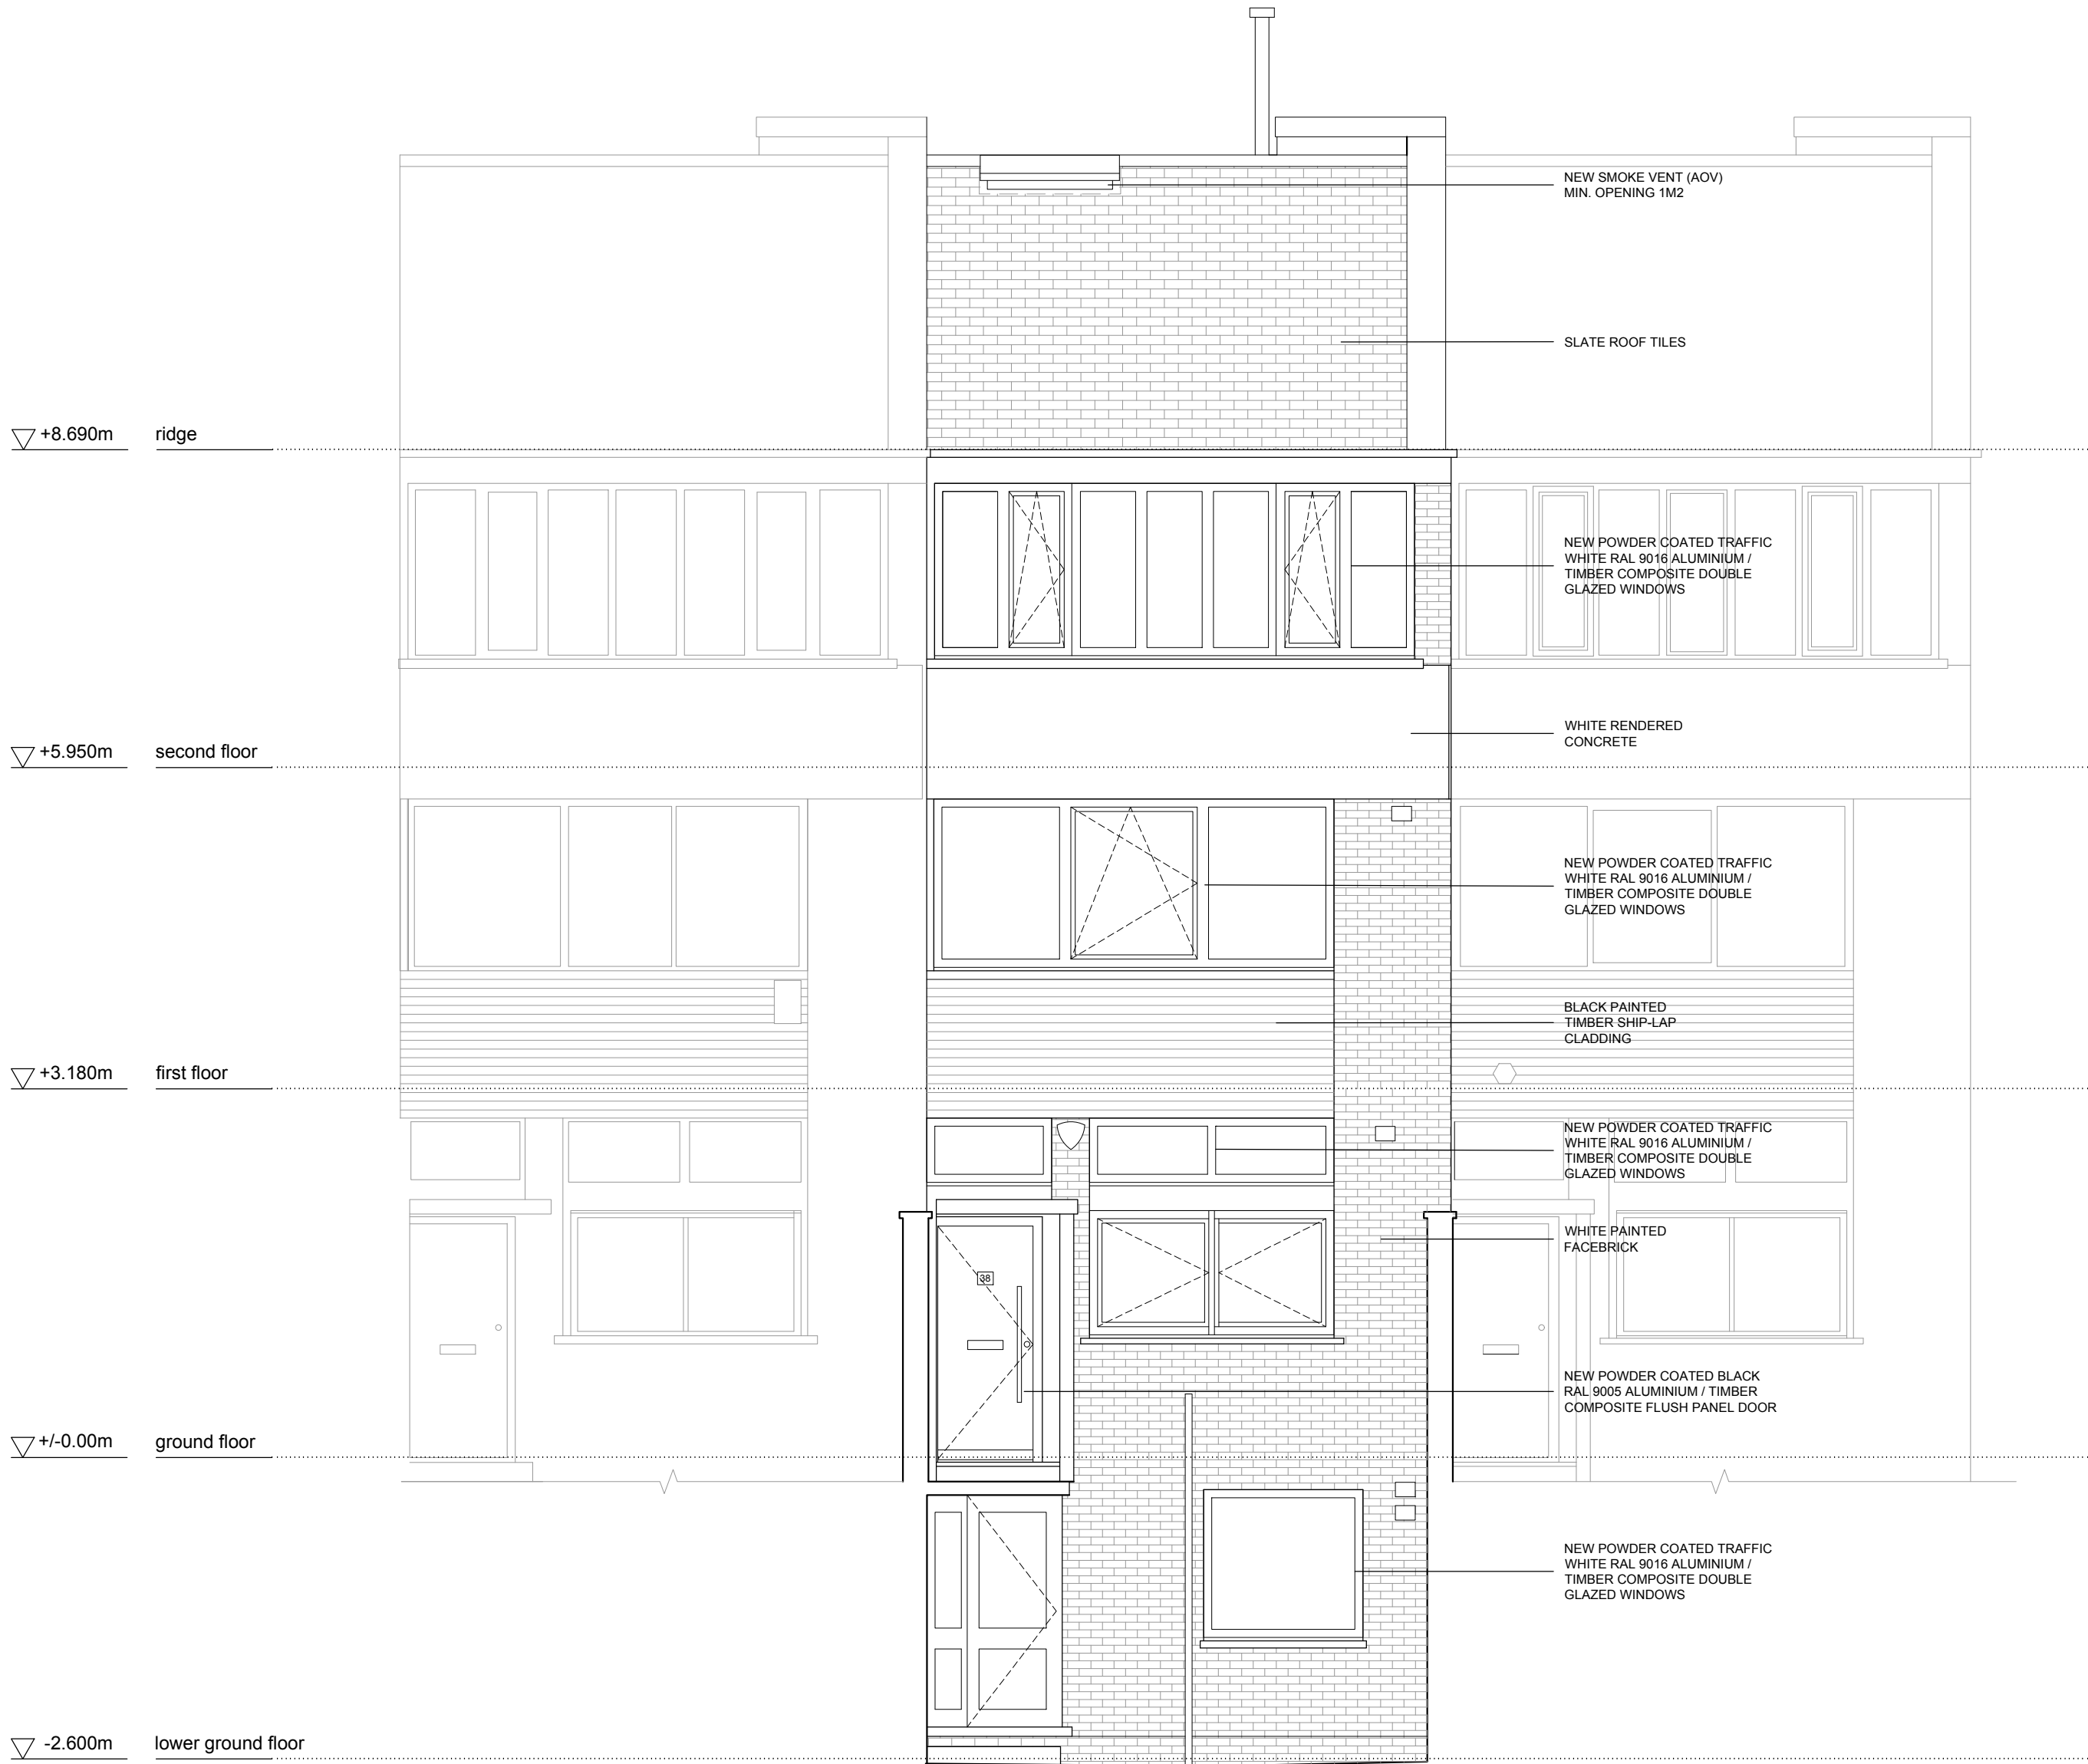 NEW SMOKE VENT (AOV)
MIN. OPENING 1M2
SLATE ROOF TILES
+8.690m ridge
NEW POWDER COATED TRAFFIC
WHITE RAL 9016 ALUMINIUM /
TIMBER COMPOSITE DOUBLE
GLAZED WINDOWS
WHITE RENDERED
CONCRETE
+5.950m second floor
NEW POWDER COATED TRAFFIC
WHITE RAL 9016 ALUMINIUM /
TIMBER COMPOSITE DOUBLE
GLAZED WINDOWS
BLACK PAINTED
TIMBER SHIP-LAP
CLADDING
+3.180m first floor
NEW POWDER COATED TRAFFIC
WHITE RAL 9016 ALUMINIUM /
TIMBER COMPOSITE DOUBLE
GLAZED WINDOWS
WHITE PAINTED
FACEBRICK
38
NEW POWDER COATED BLACK
RAL 9005 ALUMINIUM / TIMBER
COMPOSITE FLUSH PANEL DOOR
+/-0.00m ground floor
NEW POWDER COATED TRAFFIC
WHITE RAL 9016 ALUMINIUM /
TIMBER COMPOSITE DOUBLE
GLAZED WINDOWS
-2.600m lower ground floor